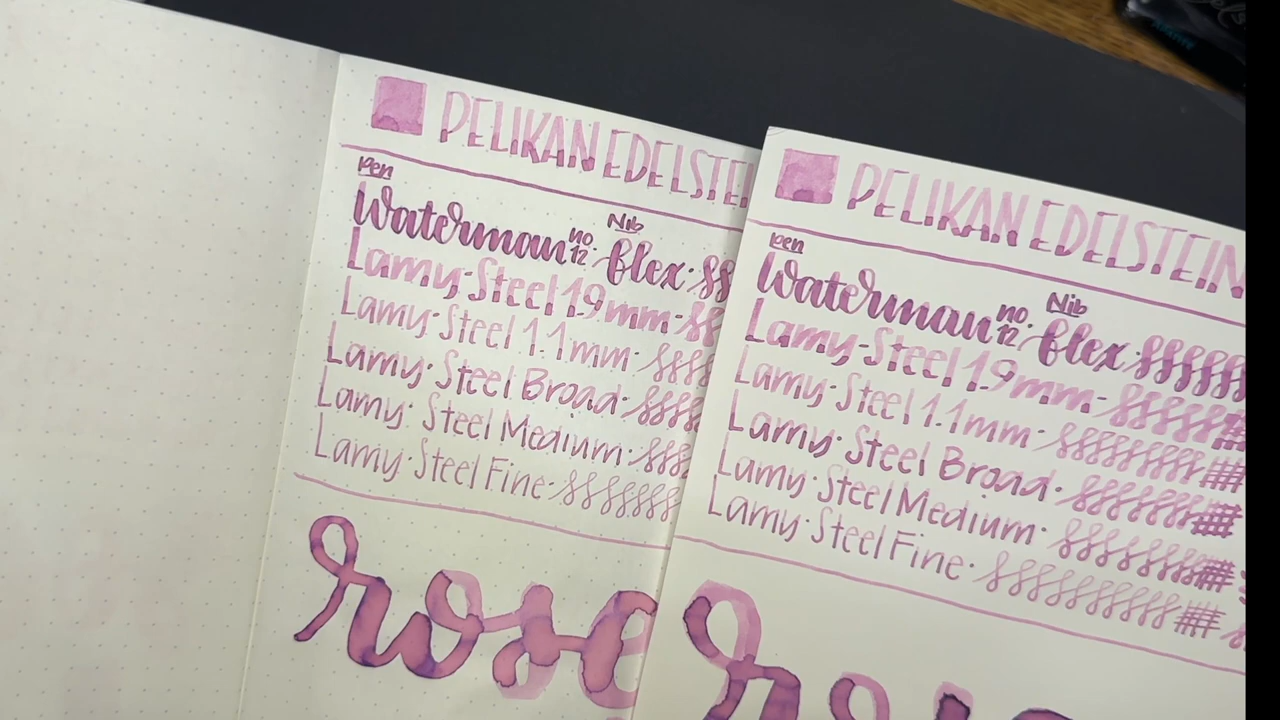 PELIKAN EDELSTEIN
pen
Nib
Waterman no. 12 · flex ·
Lamy · Steel 1.9mm ·
Lamy · Steel 1.1mm ·
Lamy · Steel Broad ·
Lamy · Steel Medium ·
Lamy · Steel Fine ·
rose
PELIKAN EDELSTEIN
pen
Nib
Waterman no. 12 · flex ·
Lamy · Steel 1.9mm ·
Lamy · Steel 1.1mm ·
Lamy · Steel Broad ·
Lamy · Steel Medium ·
Lamy · Steel Fine ·